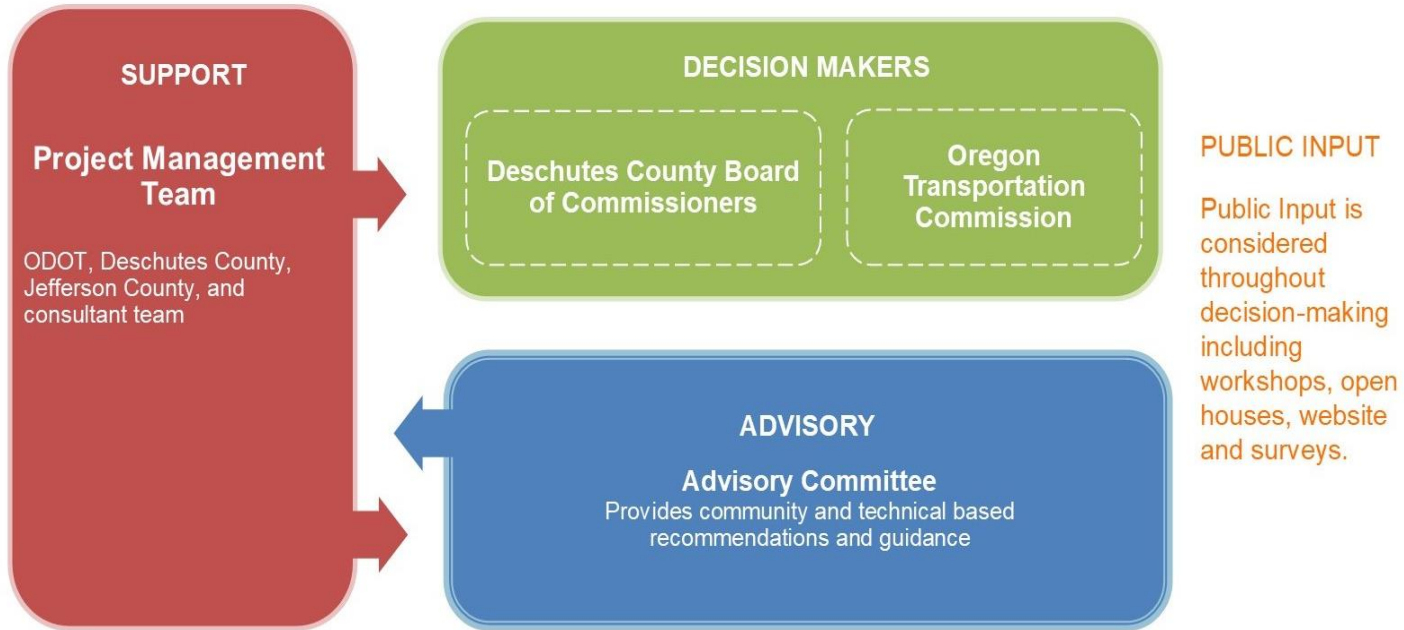 SUPPORT
Project Management
Team
ODOT, Deschutes County,
Jefferson County, and
consultant team
DECISION MAKERS
Deschutes County Board
of Commissioners
Oregon
Transportation
Commission
ADVISORY
Advisory Committee
Provides community and technical based
recommendations and guidance
PUBLIC INPUT
Public Input is
considered
throughout
decision-making
including
workshops, open
houses, website
and surveys.